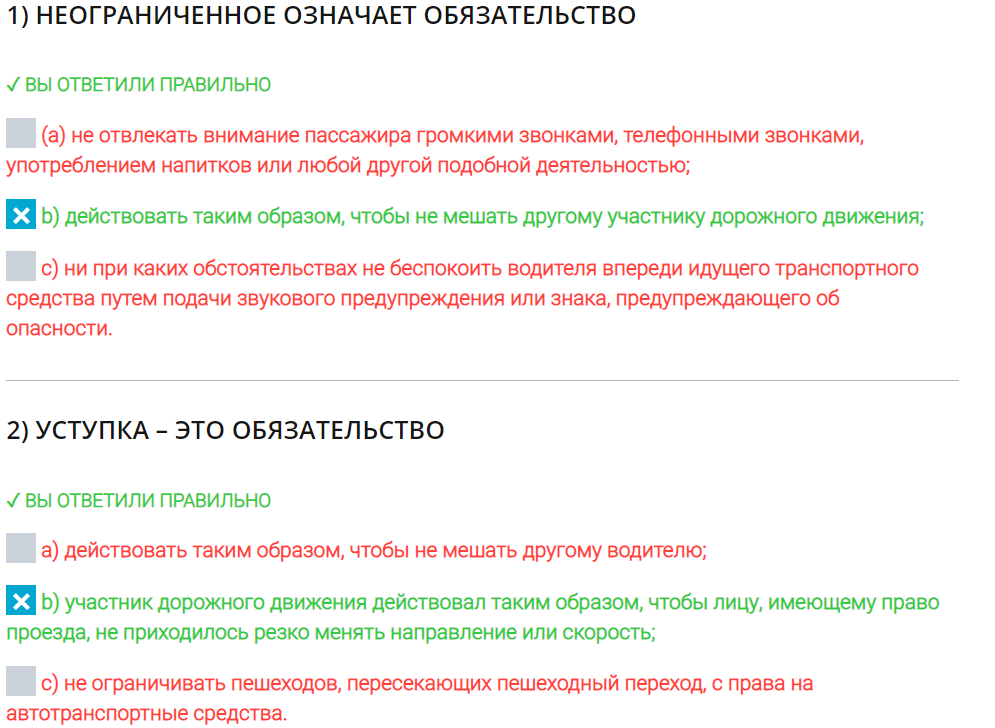 1) НЕОГРАНИЧЕННОЕ ОЗНАЧАЕТ ОБЯЗАТЕЛЬСТВО
✓ ВЫ ОТВЕТИЛИ ПРАВИЛЬНО
(а) не отвлекать внимание пассажира громкими звонками, телефонными звонками,
употреблением напитков или любой другой подобной деятельностью;
b) действовать таким образом, чтобы не мешать другому участнику дорожного движения;
с) ни при каких обстоятельствах не беспокоить водителя впереди идущего транспортного
средства путем подачи звукового предупреждения или знака, предупреждающего об
опасности.
2) УСТУПКА – ЭТО ОБЯЗАТЕЛЬСТВО
✓ ВЫ ОТВЕТИЛИ ПРАВИЛЬНО
а) действовать таким образом, чтобы не мешать другому водителю;
b) участник дорожного движения действовал таким образом, чтобы лицу, имеющему право
проезда, не приходилось резко менять направление или скорость;
с) не ограничивать пешеходов, пересекающих пешеходный переход, с права на
автотранспортные средства.